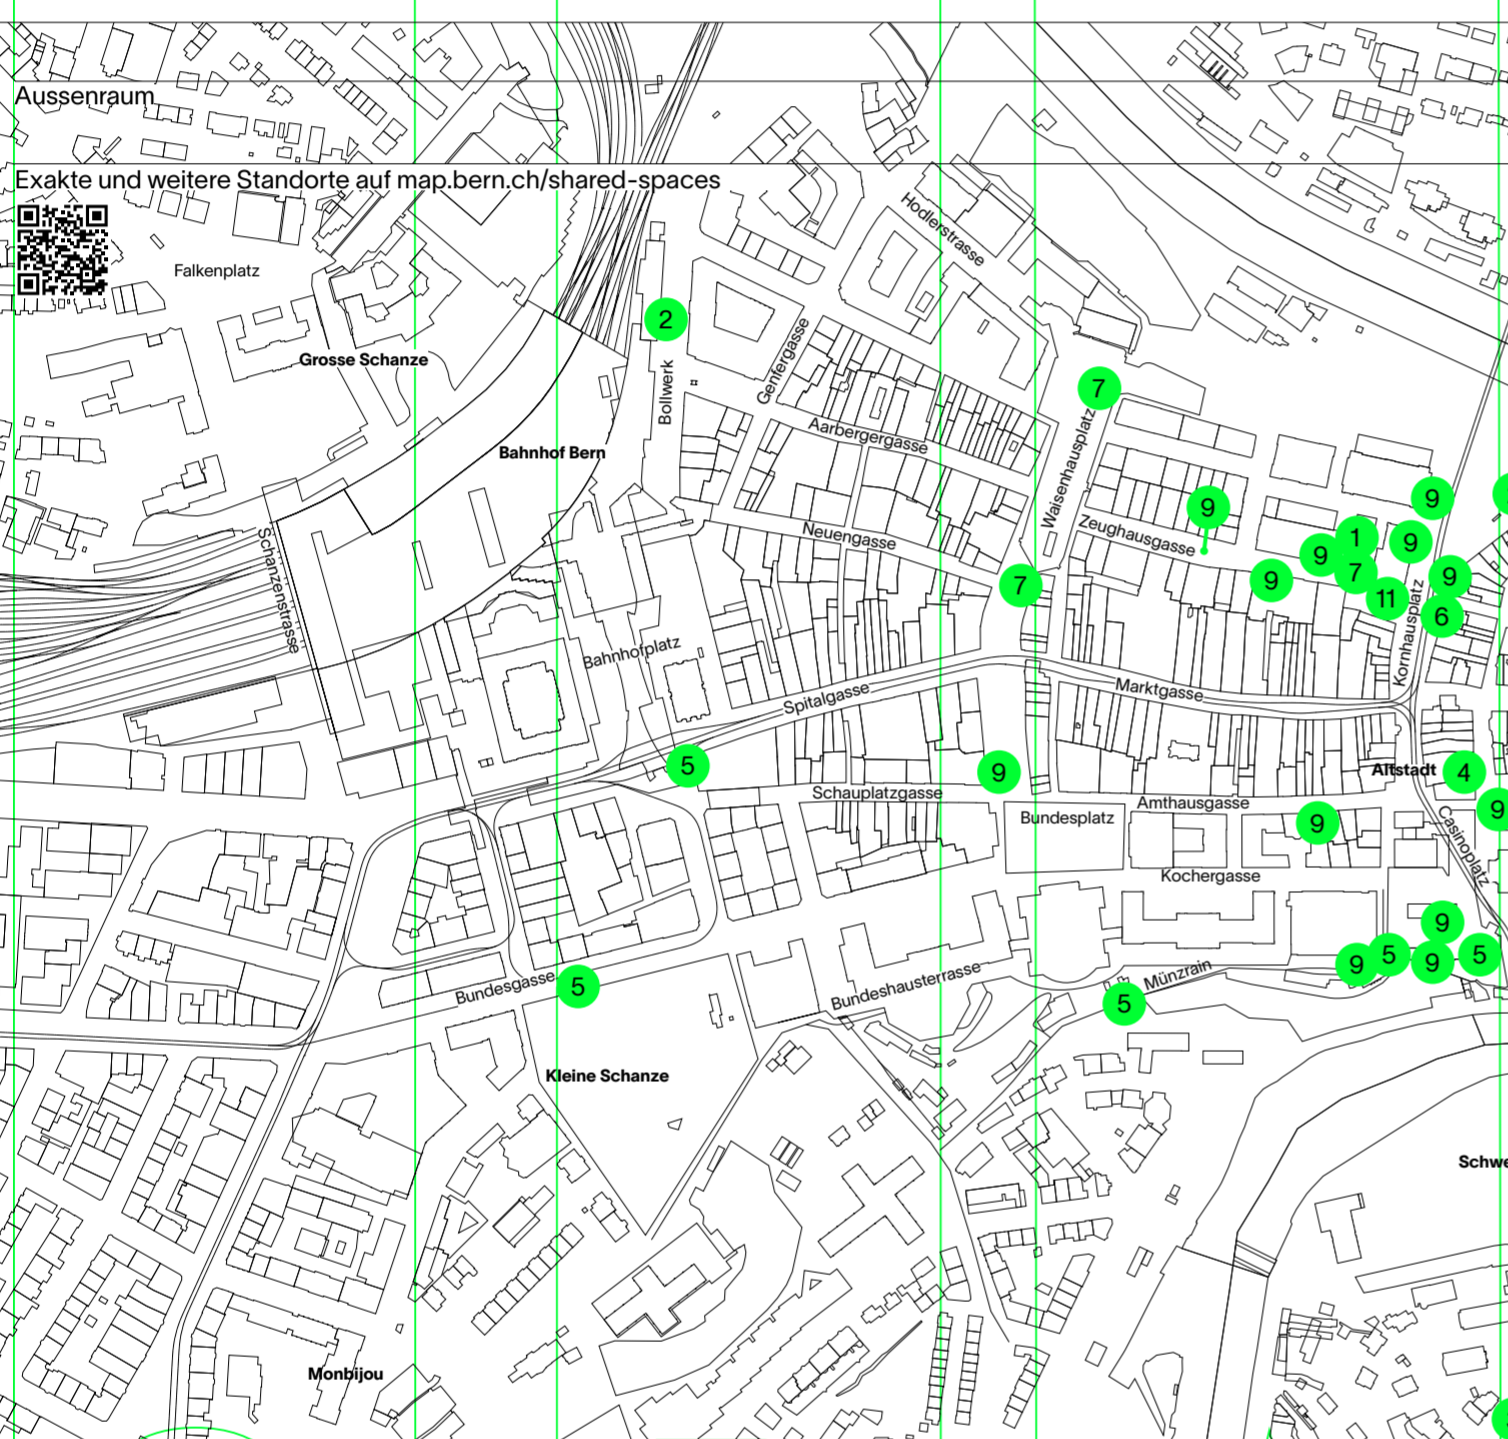 Aussenraum
Exakte und weitere Standorte auf map.bern.ch/shared-spaces
Hodlerstrasse
Falkenplatz
2
Genfergasse
Grosse Schanze
Bollwerk
7
Aarbergergasse
Bahnhof Bern
Waisenhausplatz
9
9
Schanzenstrasse
Neuengasse
Zeughausgasse
1
9
9
7
9
9
7
11
6
Kornhausplatz
Bahnhofplatz
Spitalgasse
Marktgasse
5
9
Altstadt
4
Schauplatzgasse
Amthausgasse
9
Bundesplatz
9
Casinoplatz
Kochergasse
9
5
9
9
5
Bundesgasse
5
Bundeshausterrasse
Münzrain
5
Kleine Schanze
Schwe
Monbijou